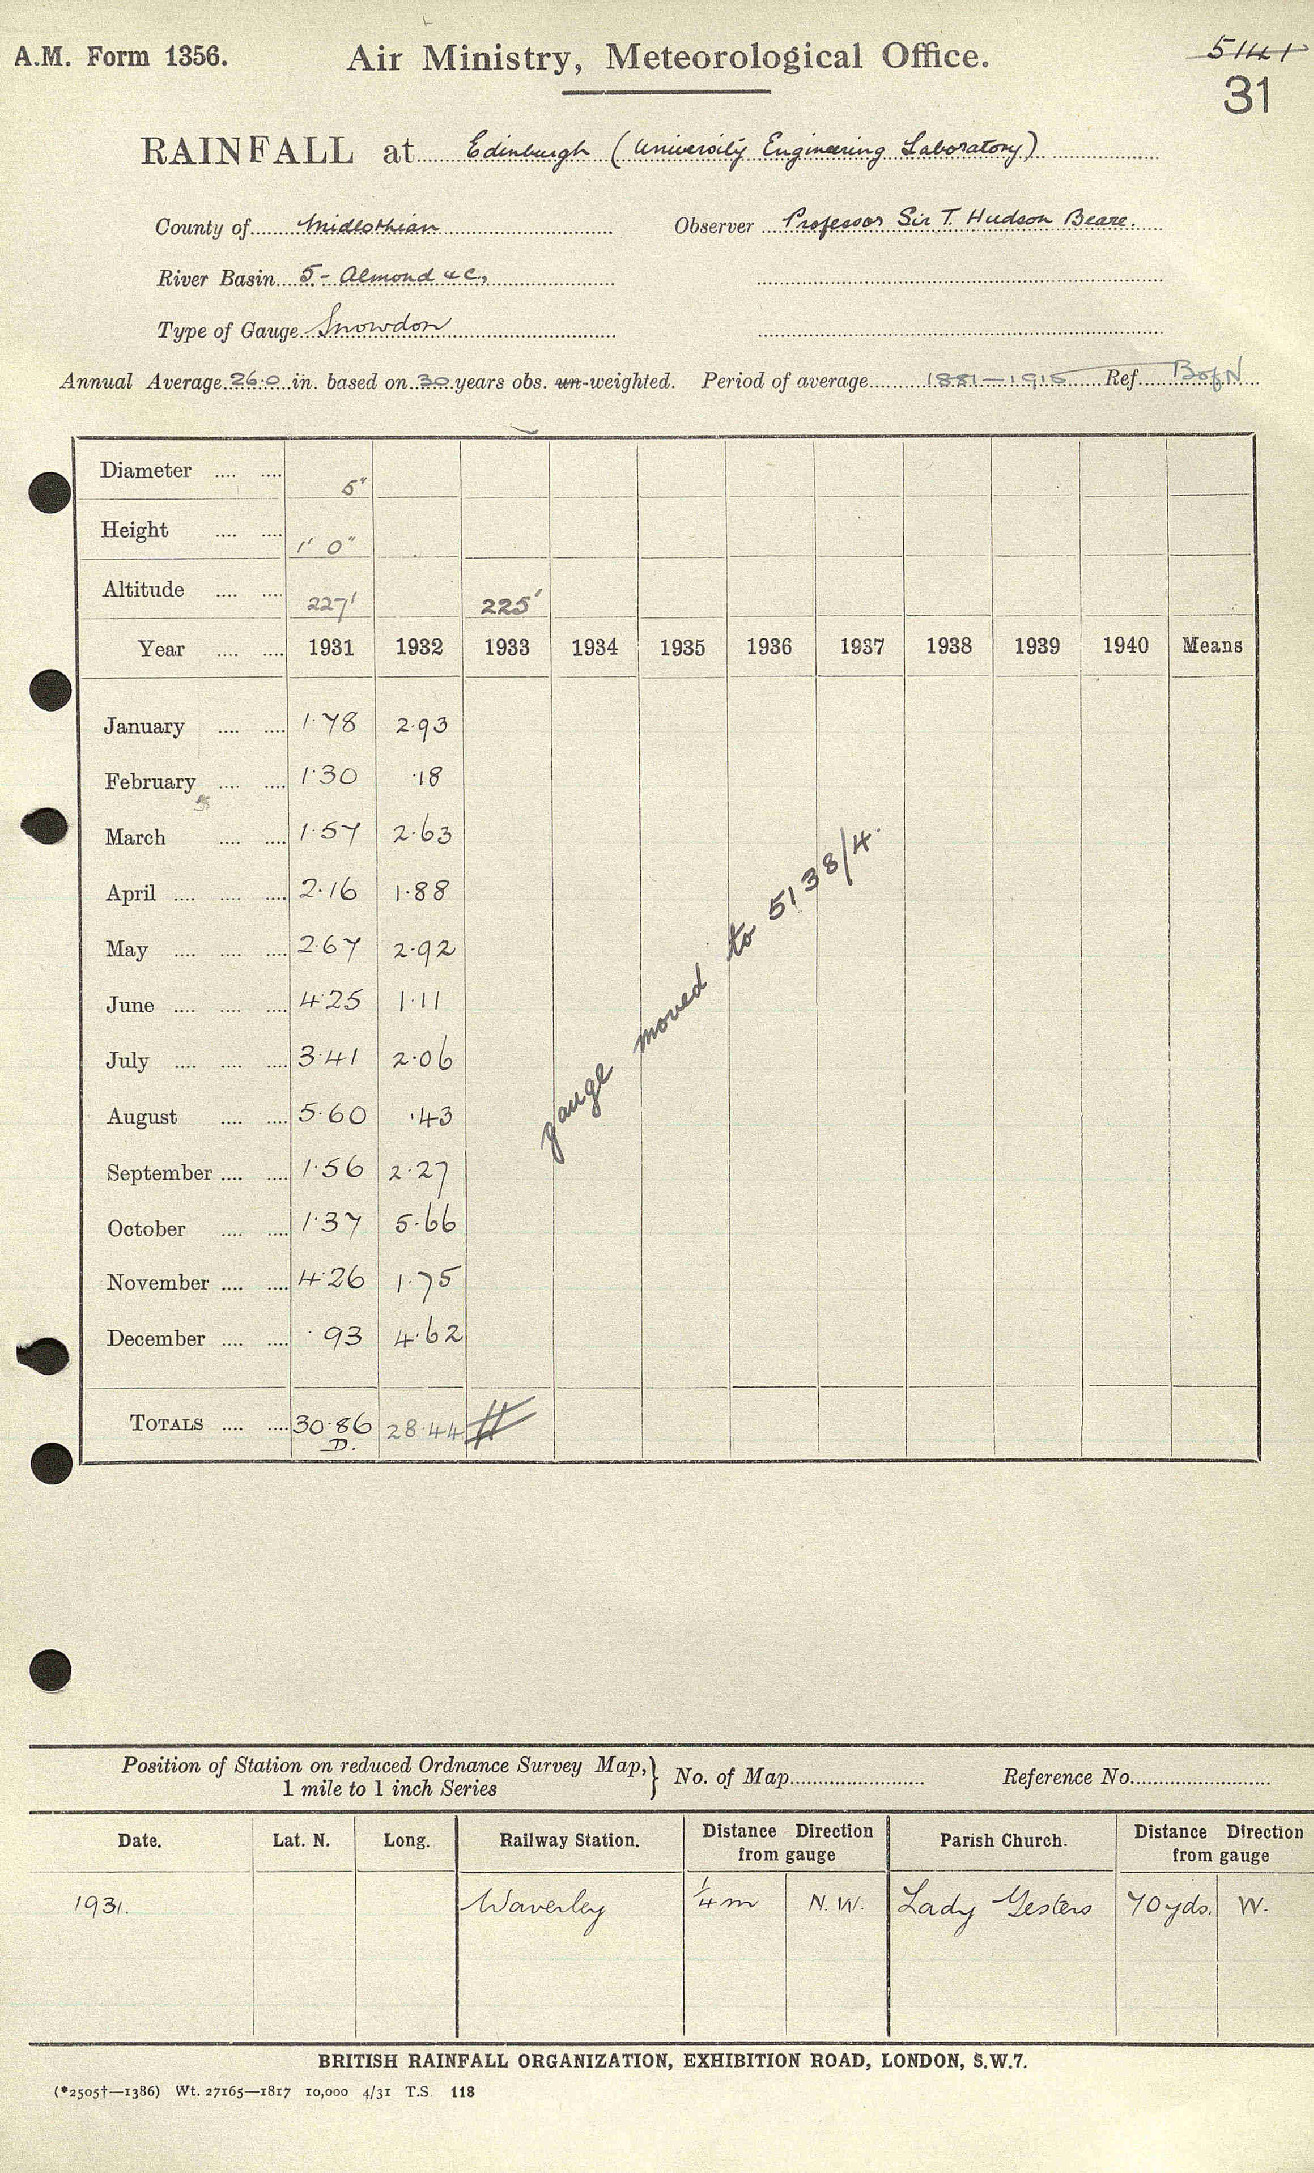 A.M. Form 1356. Air Ministry, Meteorological Office. 5141
31
RAINFALL at Edinburgh (University Engineering Laboratory)
County of Midlothian Observer Professor Sir T. Hudson Beare.
River Basin 5 - Almond &c,
Type of Gauge Snowdon
Annual Average 26.0 in. based on 30 years obs. un-weighted. Period of average 1881-1915 Ref. B of N
Diameter .... .... 5"
Height .... .... 1' 0"
Altitude .... .... 227' 225'
Year .... .... 1931 1932 1933 1934 1935 1936 1937 1938 1939 1940 Means
January .... .... 1.78 2.93
February .... .... 1.30 .18
March .... .... 1.57 2.63
April .... .... .... 2.16 1.88
May .... .... .... 2.67 2.92
June .... .... .... 4.25 1.11
July .... .... .... 3.41 2.06
August .... .... 5.60 .43
September .... .... 1.56 2.27
October .... .... 1.37 5.66
November .... .... 4.26 1.75
December .... .... .93 4.62
gauge moved to 5138/4.
TOTALS .... .... 30.86 28.44
D.
Position of Station on reduced Ordnance Survey Map, } No. of Map Reference No.
1 mile to 1 inch Series
Date. Lat. N. Long. Railway Station. Distance Direction Parish Church. Distance Direction
from gauge from gauge
1931. Waverley 1/4 m N.W. Lady Yesters 70 yds. W.
BRITISH RAINFALL ORGANIZATION, EXHIBITION ROAD, LONDON, S.W.7.
(*2505†—1386) Wt. 27165—1817 10,000 4/31 T.S. 118